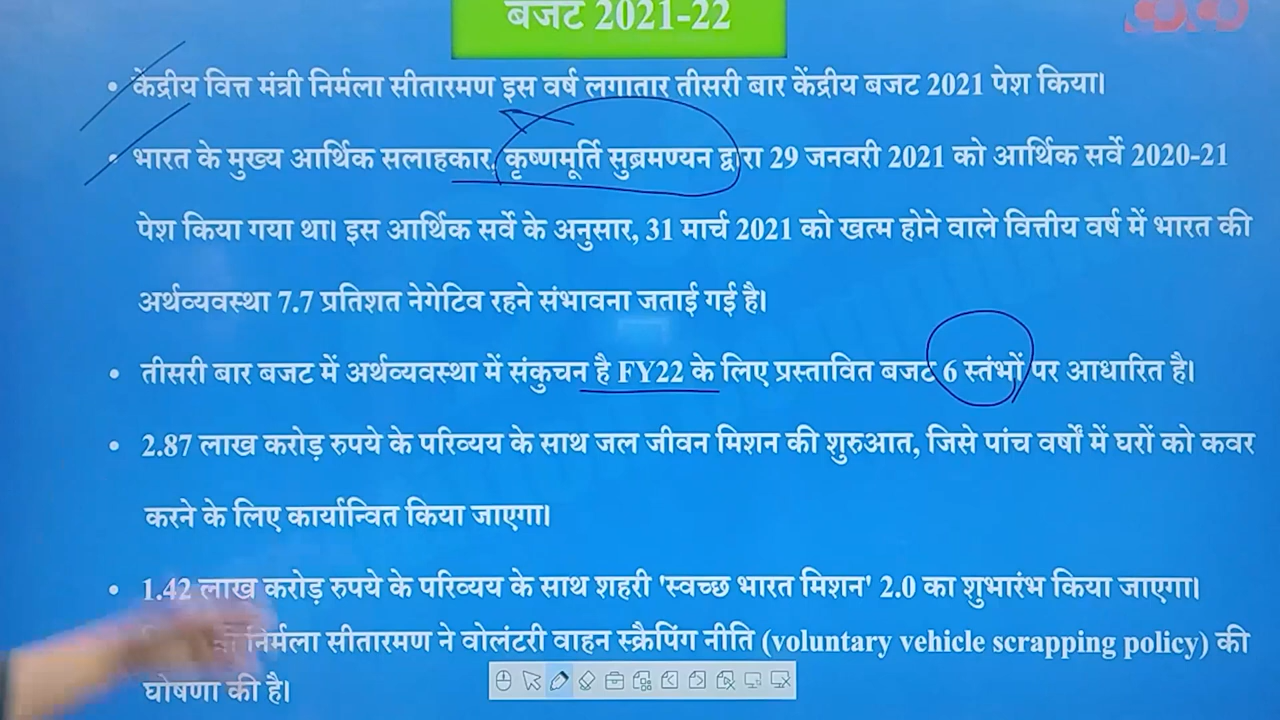 बजट 2021-22
• केंद्रीय वित्त मंत्री निर्मला सीतारमण इस वर्ष लगातार तीसरी बार केंद्रीय बजट 2021 पेश किया।
• भारत के मुख्य आर्थिक सलाहकार, कृष्णमूर्ति सुब्रमण्यन द्वारा 29 जनवरी 2021 को आर्थिक सर्वे 2020-21
पेश किया गया था। इस आर्थिक सर्वे के अनुसार, 31 मार्च 2021 को खत्म होने वाले वित्तीय वर्ष में भारत की
अर्थव्यवस्था 7.7 प्रतिशत नेगेटिव रहने संभावना जताई गई है।
• तीसरी बार बजट में अर्थव्यवस्था में संकुचन है FY22 के लिए प्रस्तावित बजट 6 स्तंभों पर आधारित है।
• 2.87 लाख करोड़ रुपये के परिव्यय के साथ जल जीवन मिशन की शुरुआत, जिसे पांच वर्षों में घरों को कवर
करने के लिए कार्यान्वित किया जाएगा।
• 1.42 लाख करोड़ रुपये के परिव्यय के साथ शहरी 'स्वच्छ भारत मिशन' 2.0 का शुभारंभ किया जाएगा।
निर्मला सीतारमण ने वोलंटरी वाहन स्क्रैपिंग नीति (voluntary vehicle scrapping policy) की
घोषणा की है।